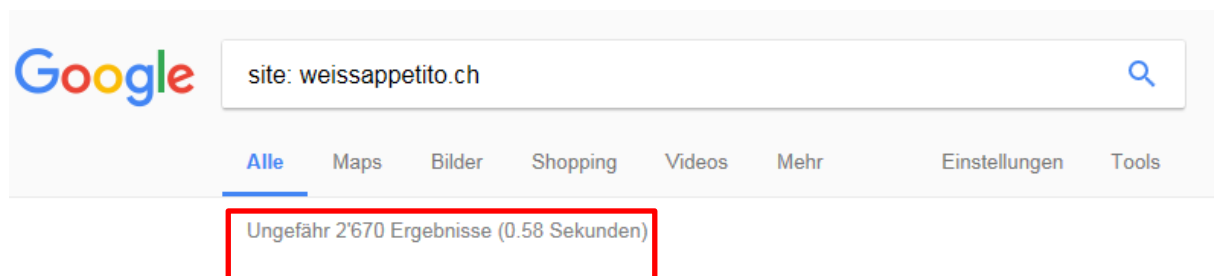 Google site: weissappetito.ch
Alle Maps Bilder Shopping Videos Mehr Einstellungen Tools
Ungefähr 2'670 Ergebnisse (0.58 Sekunden)